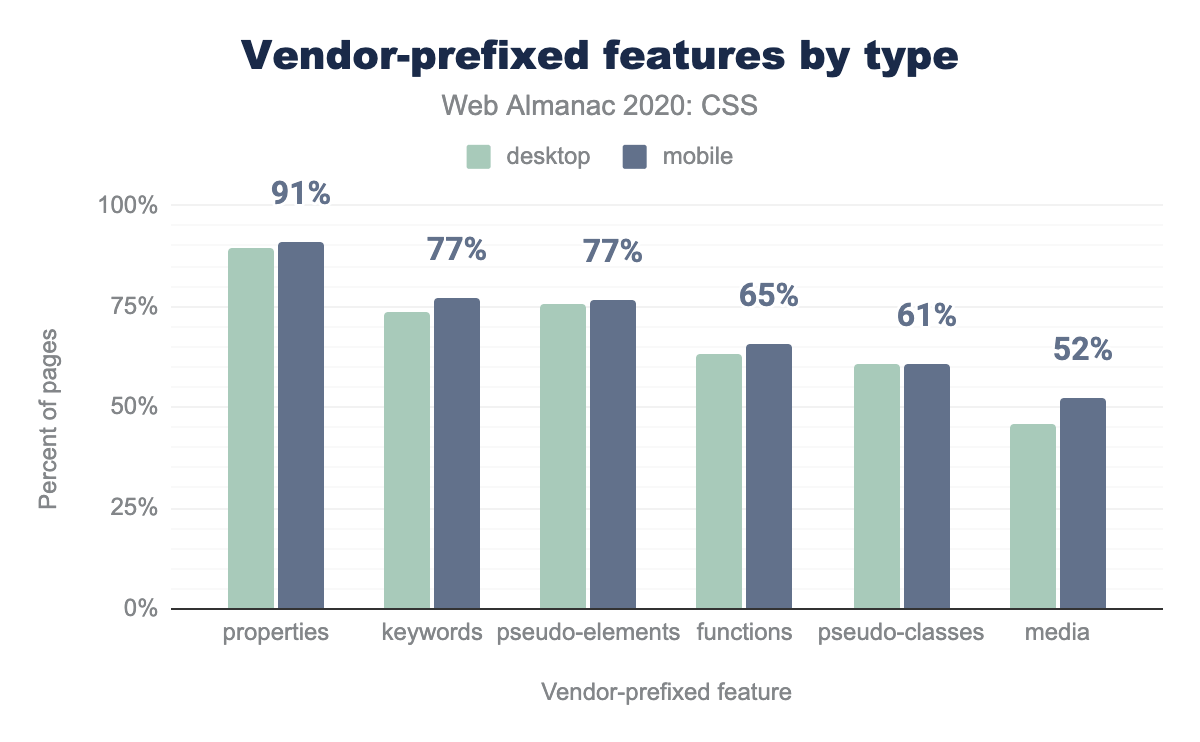 Vendor-prefixed features by type
Web Almanac 2020: CSS
desktop mobile
91%
77%
77%
65%
61%
52%
100%
75%
50%
25%
0%
Percent of pages
properties keywords pseudo-elements functions pseudo-classes media
Vendor-prefixed feature